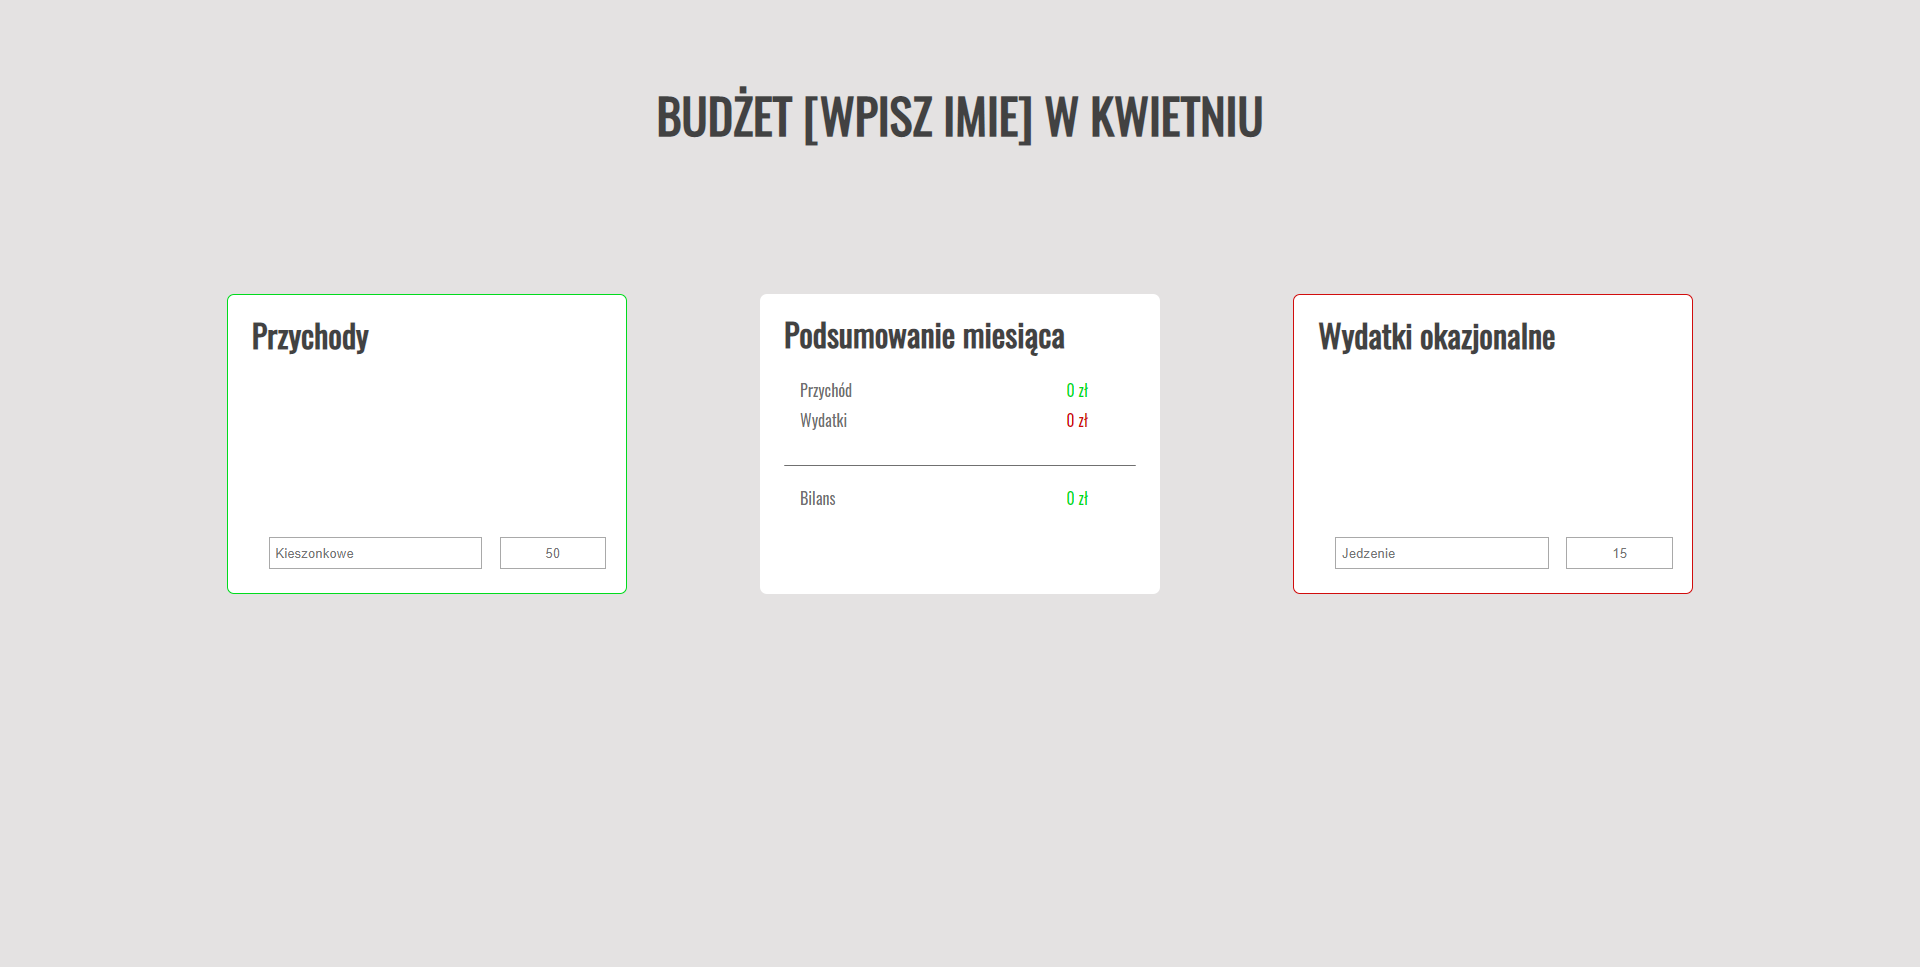 BUDŻET [WPISZ IMIE] W KWIETNIU
Przychody
Kieszonkowe 50
Podsumowanie miesiąca
Przychód 0 zł
Wydatki 0 zł
Bilans 0 zł
Wydatki okazjonalne
Jedzenie 15